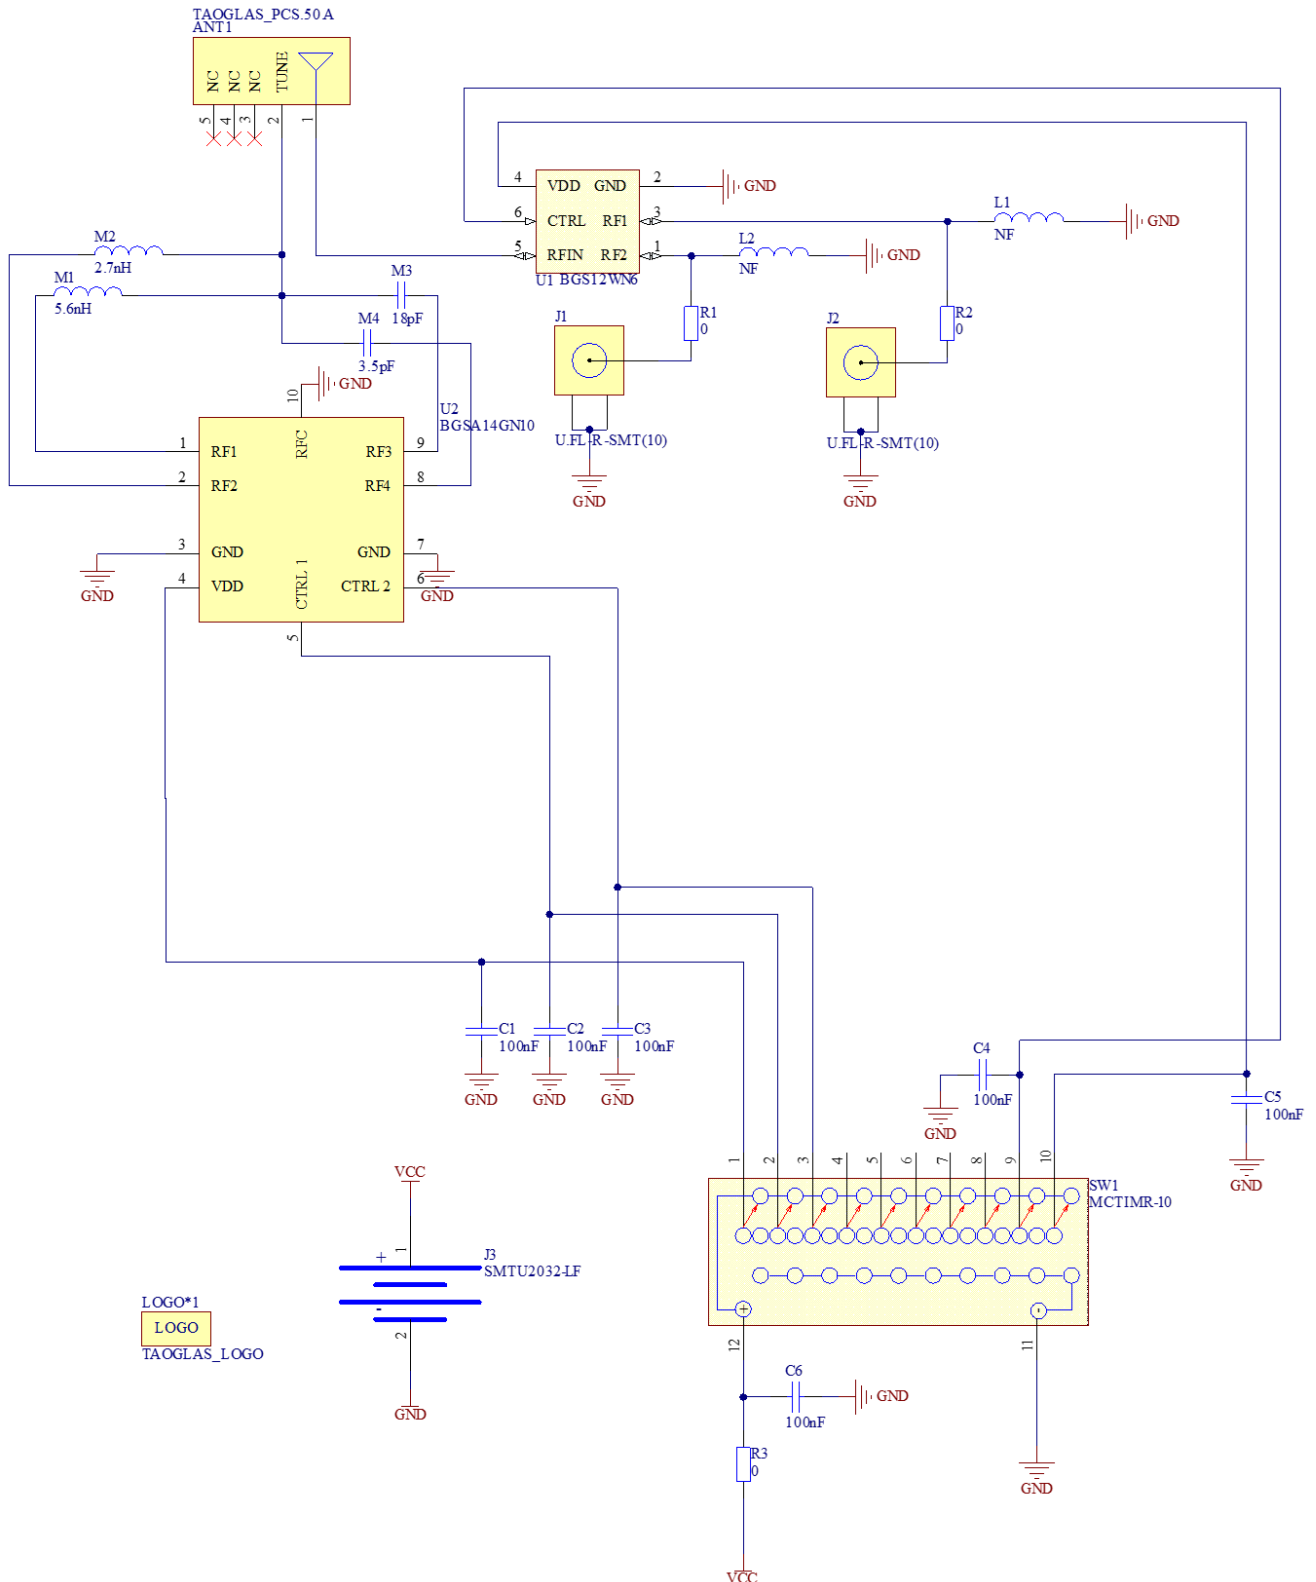 TAOGLAS_PCS.50A
ANT1
NC
NC
NC
TUNE
5
4
3
2
1
4
VDD
GND
2
GND
6
CTRL
RF1
3
L1
NF
GND
5
RFIN
RF2
1
L2
NF
GND
U1 BGS12WN6
M2
2.7nH
M1
5.6nH
M3
18pF
M4
3.5pF
J1
R1
0
J2
R2
0
U.FL-R-SMT(10)
GND
U.FL-R-SMT(10)
GND
10
GND
U2
BGSA14GN10
RFC
1
RF1
RF3
9
2
RF2
RF4
8
3
GND
GND
7
4
VDD
CTRL 1
CTRL 2
6
GND
GND
5
C1
100nF
GND
C2
100nF
GND
C3
100nF
GND
C4
100nF
GND
C5
100nF
GND
1
2
3
4
5
6
7
8
9
10
SW1
MCTIMR-10
+
-
12
11
VCC
1
+
J3
SMTU2032-LF
-
2
GND
LOGO*1
LOGO
TAOGLAS_LOGO
C6
100nF
GND
R3
0
GND
VCC